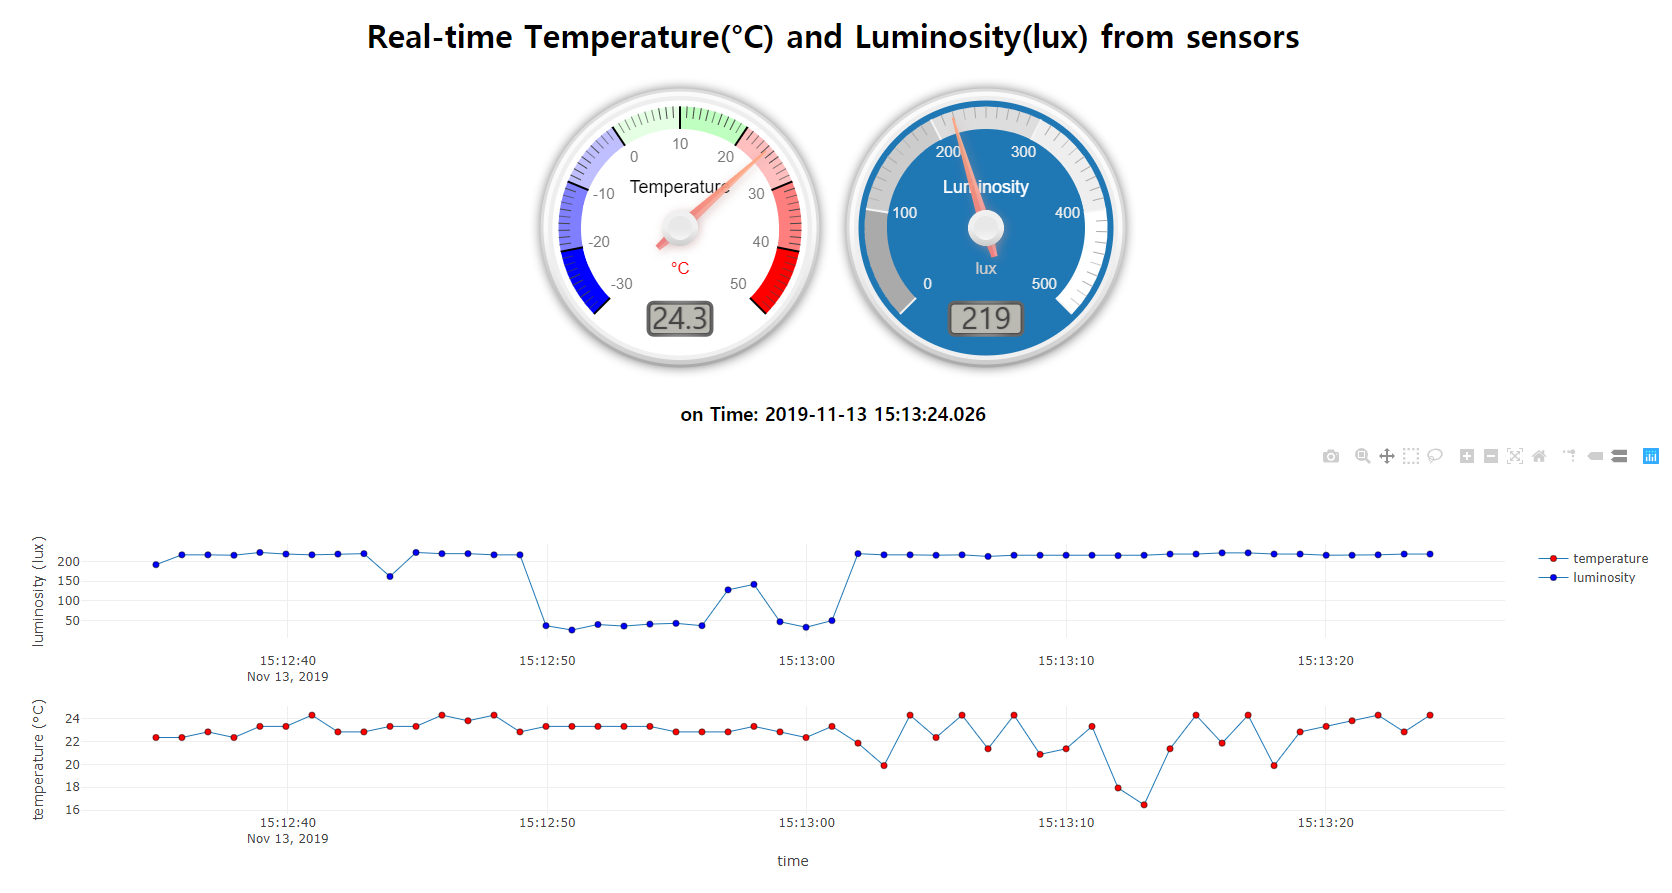 Real-time Temperature(°C) and Luminosity(lux) from sensors
-30
-20
-10
0
10
20
30
40
50
Temperature
°C
24.3
0
100
200
300
400
500
Luminosity
lux
219
on Time: 2019-11-13 15:13:24.026
luminosity (lux)
200
150
100
50
15:12:40
Nov 13, 2019
15:12:50
15:13:00
15:13:10
15:13:20
temperature
luminosity
temperature (°C)
24
22
20
18
16
15:12:40
Nov 13, 2019
15:12:50
15:13:00
15:13:10
15:13:20
time